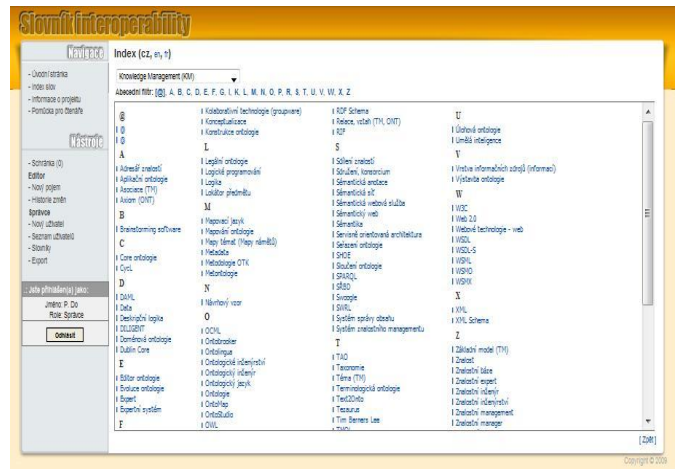 Slovník interoperability
Navigace
- Úvodní stránka
- Index slov
- Informace o projektu
- Pomůcka pro čtenáře
Nástroje
- Schránka (0)
Editor
- Nový pojem
- Historie změn
Správce
- Nový uživatel
- Seznam uživatelů
- Slovníky
- Export
.: Jste přihlášen(a) jako:
Jméno: P. Do
Role: Správce
Odhlásit
Index (cz, en, fr)
Knowledge Management (KM)
Abecední filtr: [@], A, B, C, D, E, F, G, I, K, L, M, N, O, P, R, S, T, U, V, W, X, Z
@
@
@
A
Adresář znalostí
Aplikační ontologie
Asociace (TM)
Axiom (ONT)
B
Brainstorming software
C
Core ontologie
CycL
D
DAML
Data
Deskripční logika
DILIGENT
Doménová ontologie
Dublin Core
E
Editor ontologie
Evoluce ontologie
Expert
Expertní systém
F
Kolaborativní technologie (groupware)
Konceptualizace
Konstrukce ontologie
L
Legální ontologie
Logické programování
Logika
Lokátor předmětu
M
Mapovací jazyk
Mapování ontologie
Mapy témat (Mapy námětů)
Metadata
Metodologie OTK
Metontologie
N
Návrhový vzor
O
OCML
Ontobrooker
Ontolingua
Ontologické inženýrství
Ontologický inženýr
Ontologický jazyk
Ontologie
OntoMap
OntoStudio
OWL
RDF Schema
Relace, vztah (TM, ONT)
RIF
S
Sdílení znalostí
Sdružení, konsorcium
Sémantická anotace
Sémantická síť
Sémantická webová služba
Sémantický web
Sémantika
Servisně orientovaná architektura
Seřazení ontologie
SHOE
Sloučení ontologie
SPARQL
SŘBD
Swoogle
SWRL
Systém správy obsahu
Systém znalostního managementu
T
TAO
Taxonomie
Téma (TM)
Terminologická ontologie
Text2Onto
Tezaurus
Tim Berners Lee
U
Úlohová ontologie
Umělá inteligence
V
Vrstva informačních zdrojů (informací)
Výstavba ontologie
W
W3C
Web 2.0
Webové technologie - web
WSDL
WSDL-S
WSML
WSMO
WSMX
X
XML
XML Schema
Z
Základní model (TM)
Znalost
Znalostní báze
Znalostní expert
Znalostní inženýr
Znalostní inženýrství
Znalostní management
Znalostní manager
[ Zpět ]
Copyright © 2009